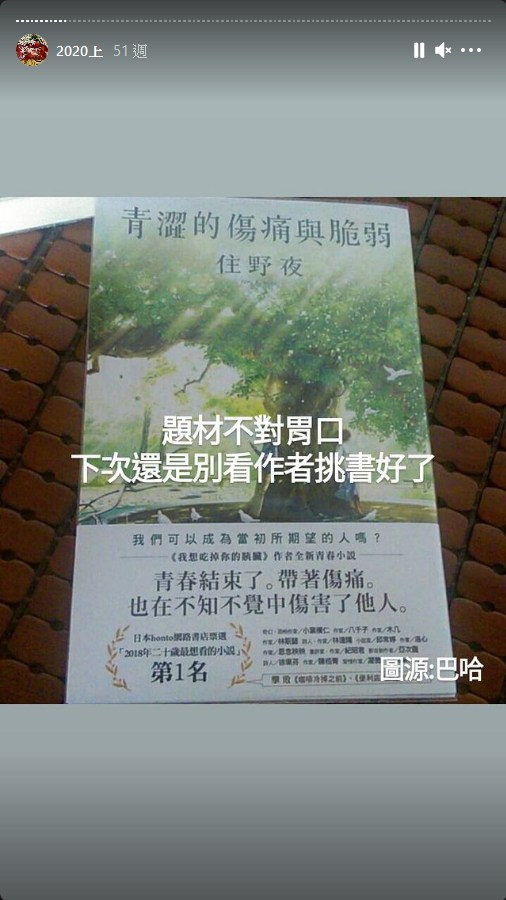 2020上 51 週
青澀的傷痛與脆弱
住野夜
題材不對胃口
下次還是別看作者挑書好了
我們可以成為當初所期望的人嗎?
《我想吃掉你的胰臟》作者全新青春小說
青春結束了。帶著傷痛。
也在不知不覺中傷害了他人。
日本honto網路書店票選
「2018年二十歲最想看的小說」
第1名
圖源:巴哈